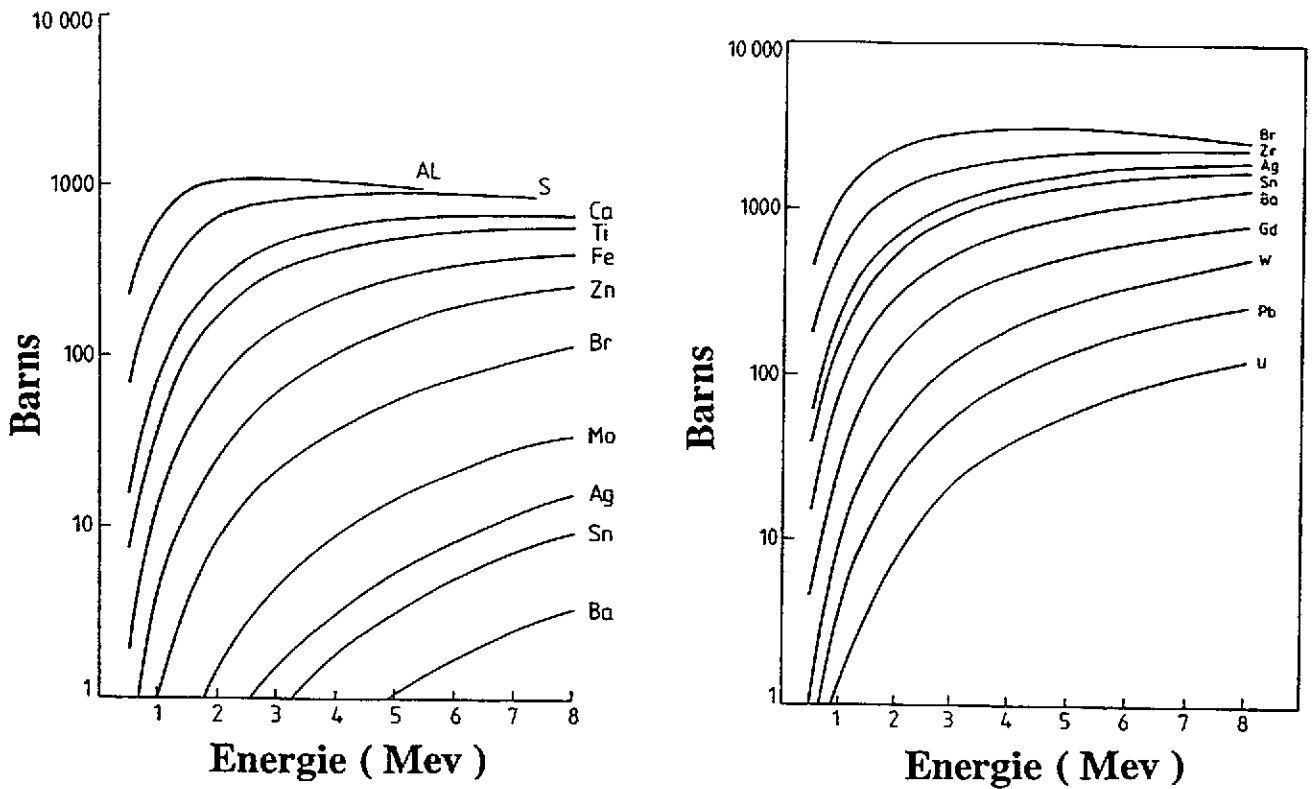 10 000
1000
100
10
1
Barns
AL
S
Ca
Ti
Fe
Zn
Br
Mo
Ag
Sn
Ba
1 2 3 4 5 6 7 8
Energie ( Mev )
10 000
1000
100
10
1
Barns
Br
Zr
Ag
Sn
Ba
Gd
W
Pb
U
1 2 3 4 5 6 7 8
Energie ( Mev )